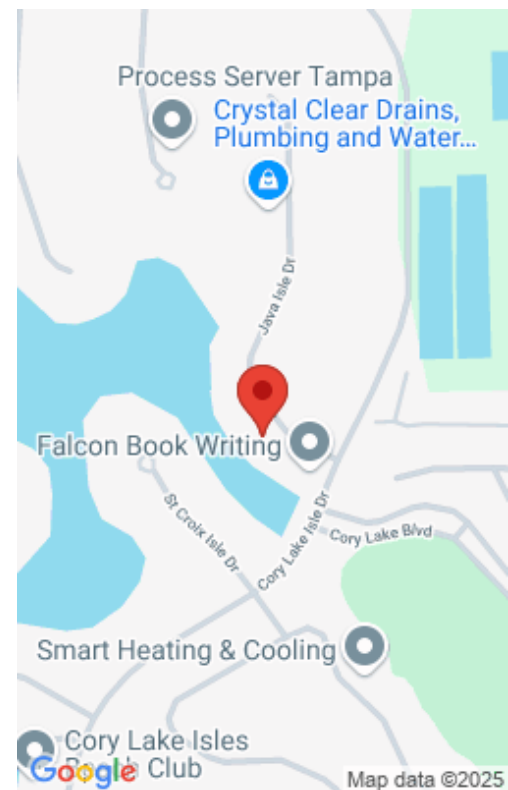 Process Server Tampa
Crystal Clear Drains,
Plumbing and Water...
Java Isle Dr
Falcon Book Writing
St Croix Isle Dr
Cory Lake Isle Dr
Cory Lake Blvd
Smart Heating & Cooling
Cory Lake Isles
Beach Club
Google
Map data ©2025